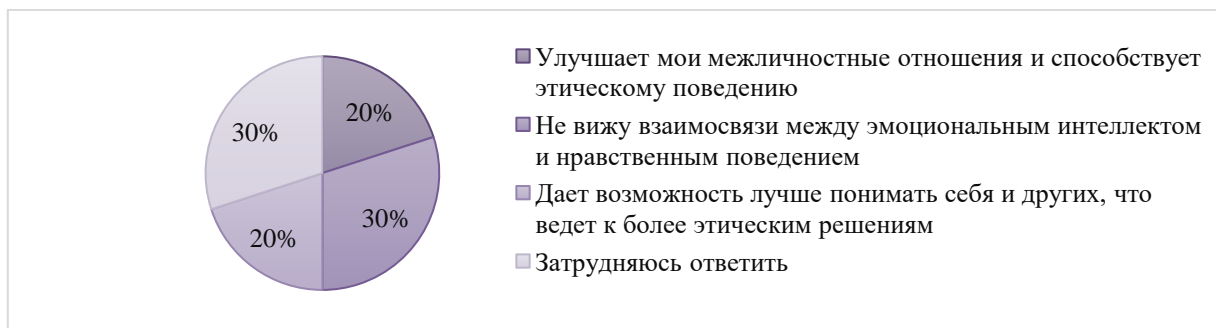 20%
30%
20%
30%
Улучшает мои межличностные отношения и способствует
этическому поведению
Не вижу взаимосвязи между эмоциональным интеллектом
и нравственным поведением
Дает возможность лучше понимать себя и других, что
ведет к более этическим решениям
Затрудняюсь ответить